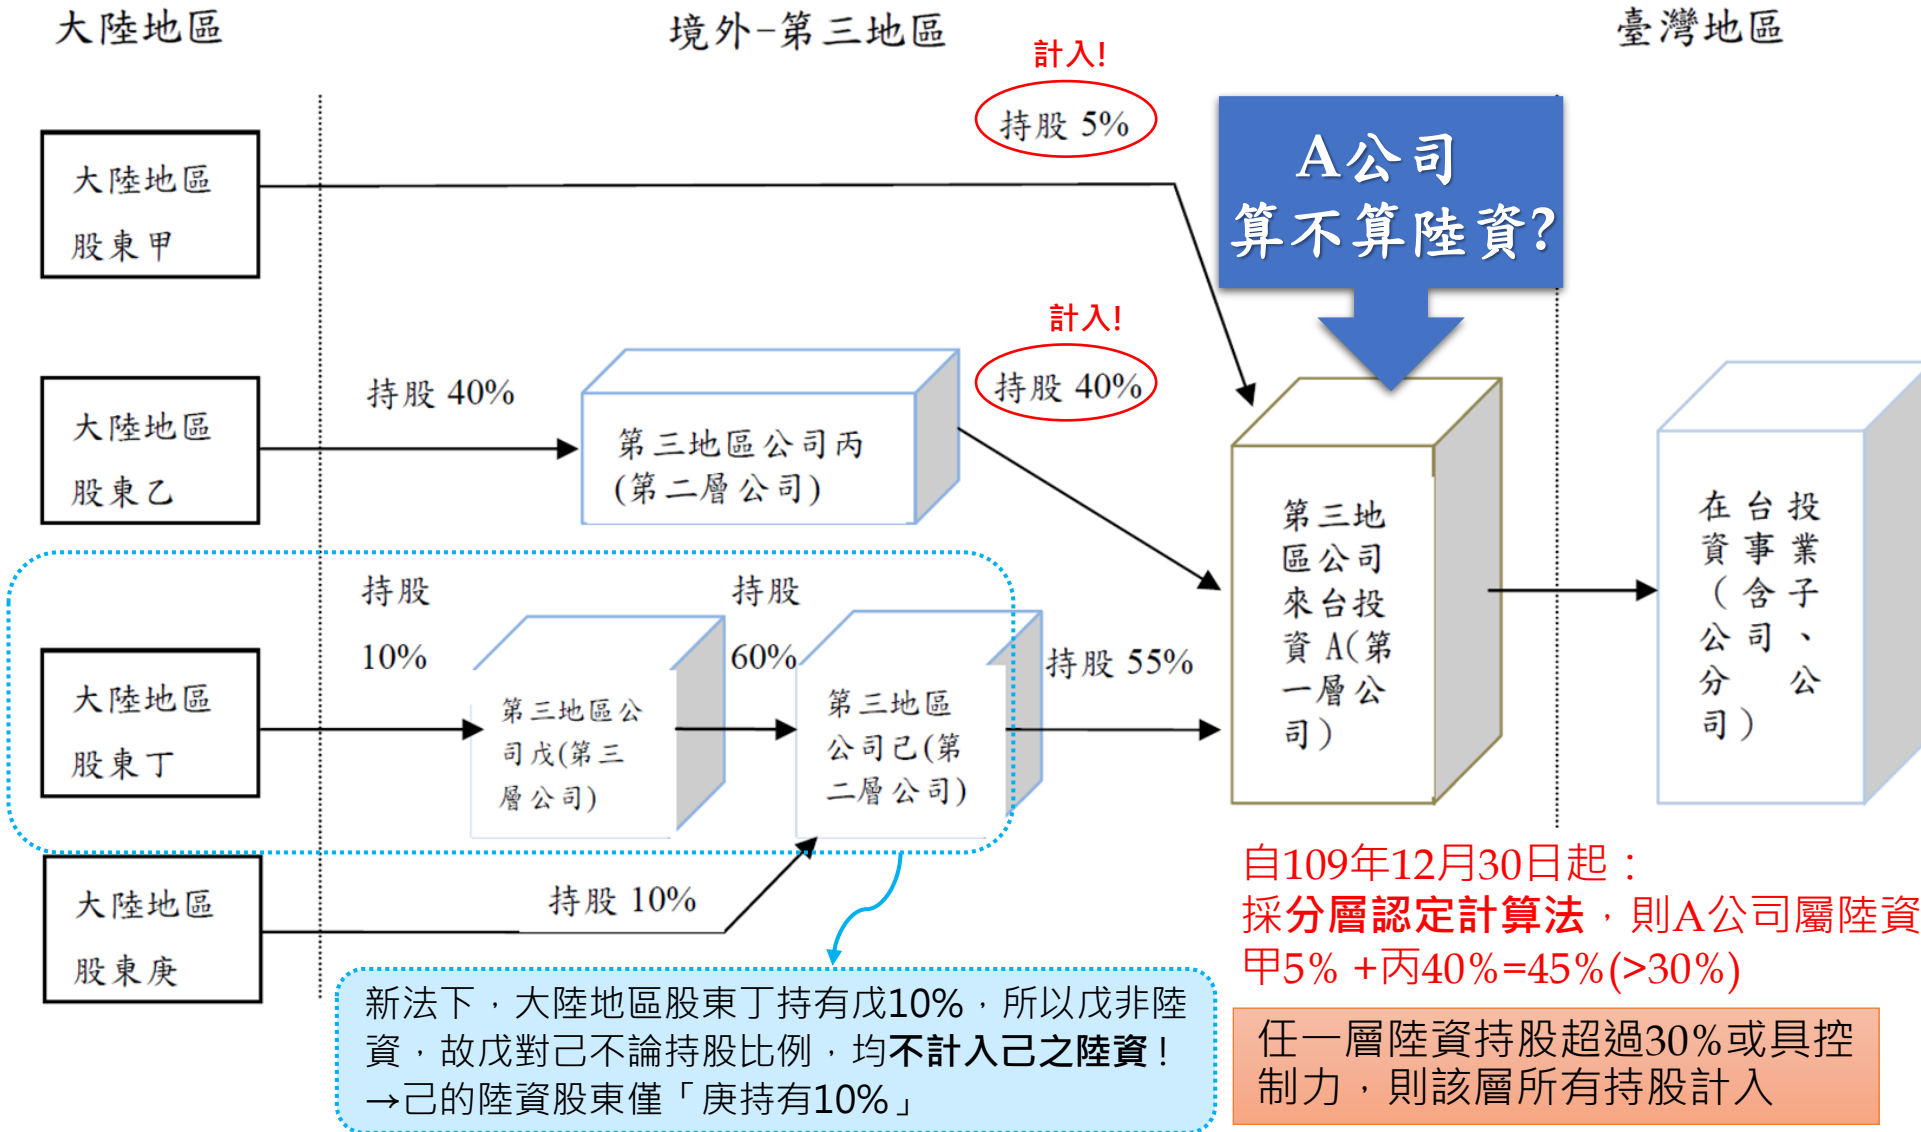 大陸地區
境外-第三地區
臺灣地區
計入!
持股 5%
A公司
算不算陸資?
大陸地區
股東甲
計入!
持股 40%
持股 40%
大陸地區
股東乙
第三地區公司丙
(第二層公司)
持股
10%
持股
60%
持股 55%
大陸地區
股東丁
第三地區公
司戊(第三
層公司)
第三地區
公司己(第
二層公司)
第三地
區公司
來台投
資 A(第
一層公
司)
在台投
資事業
(含子
公司、
分公
司)
大陸地區
股東庚
持股 10%
自109年12月30日起：
採分層認定計算法，則A公司屬陸資
甲5% +丙40%=45%(>30%)
新法下，大陸地區股東丁持有戊10%，所以戊非陸
資，故戊對己不論持股比例，均不計入己之陸資！
→己的陸資股東僅「庚持有10%」
任一層陸資持股超過30%或具控
制力，則該層所有持股計入